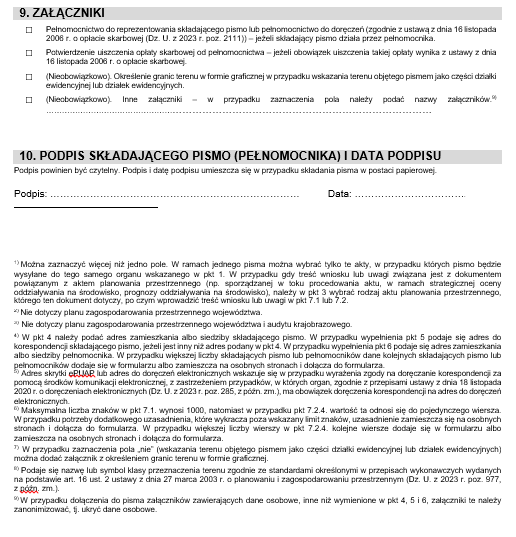 9. ZAŁĄCZNIKI
☐ Pełnomocnictwo do reprezentowania składającego pismo lub pełnomocnictwo do doręczeń (zgodnie z ustawą z dnia 16 listopada
2006 r. o opłacie skarbowej (Dz. U. z 2023 r. poz. 2111)) – jeżeli składający pismo działa przez pełnomocnika.
☐ Potwierdzenie uiszczenia opłaty skarbowej od pełnomocnictwa – jeżeli obowiązek uiszczenia takiej opłaty wynika z ustawy z dnia
16 listopada 2006 r. o opłacie skarbowej.
☐ (Nieobowiązkowo). Określenie granic terenu w formie graficznej w przypadku wskazania terenu objętego pismem jako części działki
ewidencyjnej lub działek ewidencyjnych.
☐ (Nieobowiązkowo). Inne załączniki – w przypadku zaznaczenia pola należy podać nazwy załączników.9)
……………………………………………………………………………………………
10. PODPIS SKŁADAJĄCEGO PISMO (PEŁNOMOCNIKA) I DATA PODPISU
Podpis powinien być czytelny. Podpis i datę podpisu umieszcza się w przypadku składania pisma w postaci papierowej.
Podpis: ………………………………………………… Data: ……………………………..
1) Można zaznaczyć więcej niż jedno pole. W ramach jednego pisma można wybrać tylko te akty, w przypadku których pismo będzie
wysyłane do tego samego organu wskazanego w pkt 1. W przypadku gdy treść wniosku lub uwagi związana jest z dokumentem
powiązanym z aktem planowania przestrzennego (np. sporządzanej w toku procedowania aktu, w ramach strategicznej oceny
oddziaływania na środowisko, prognozy oddziaływania na środowisko), należy w pkt 3 wybrać rodzaj aktu planowania przestrzennego,
którego ten dokument dotyczy, po czym wprowadzić treść wniosku lub uwagi w pkt 7.1 lub 7.2.
2) Nie dotyczy planu zagospodarowania przestrzennego województwa.
3) Nie dotyczy planu zagospodarowania przestrzennego województwa i audytu krajobrazowego.
4) W pkt 4 należy podać adres zamieszkania albo siedziby składającego pismo. W przypadku wypełnienia pkt 5 podaje się adres do
korespondencji składającego pismo, jeżeli jest inny niż adres podany w pkt 4. W przypadku wypełnienia pkt 6 podaje się adres zamieszkania
albo siedziby pełnomocnika. W przypadku większej liczby składających pismo lub pełnomocników dane kolejnych składających pismo lub
pełnomocników dodaje się w formularzu albo zamieszcza na osobnych stronach i dołącza do formularza.
5) Adres skrytki ePUAP lub adres do doręczeń elektronicznych wskazuje się w przypadku wyrażenia zgody na doręczanie korespondencji za
pomocą środków komunikacji elektronicznej, z zastrzeżeniem przypadków, w których organ, zgodnie z przepisami ustawy z dnia 18 listopada
2020 r. o doręczeniach elektronicznych (Dz. U. z 2023 r. poz. 285, z późn. zm.), ma obowiązek doręczenia korespondencji na adres do doręczeń
elektronicznych.
6) Maksymalna liczba znaków w pkt 7.1. wynosi 1000, natomiast w przypadku pkt 7.2.4. wartość ta odnosi się do pojedynczego wiersza.
W przypadku potrzeby dodatkowego uzasadnienia, które wykracza poza wskazany limit znaków, uzasadnienie zamieszcza się na osobnych
stronach i dołącza do formularza. W przypadku większej liczby wierszy w pkt 7.2.4. kolejne wiersze dodaje się w formularzu albo
zamieszcza na osobnych stronach i dołącza do formularza.
7) W przypadku zaznaczenia pola „nie” (wskazania terenu objętego pismem jako części działki ewidencyjnej lub działek ewidencyjnych)
można dodać załącznik z określeniem granic terenu w formie graficznej.
8) Podaje się nazwę lub symbol klasy przeznaczenia terenu zgodnie ze standardami określonymi w przepisach wykonawczych wydanych
na podstawie art. 16 ust. 2 ustawy z dnia 27 marca 2003 r. o planowaniu i zagospodarowaniu przestrzennym (Dz. U. z 2023 r. poz. 977,
z późn. zm.).
9) W przypadku dołączenia do pisma załączników zawierających dane osobowe, inne niż wymienione w pkt 4, 5 i 6, załączniki te należy
zanonimizować, tj. ukryć dane osobowe.